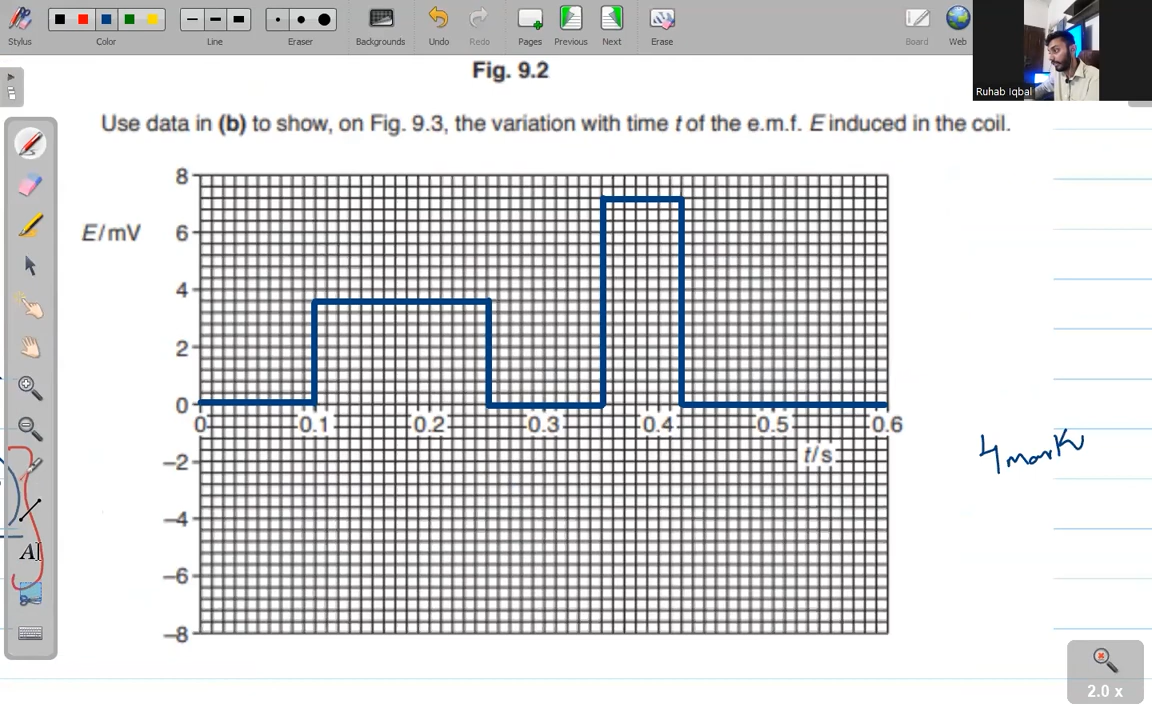 Stylus Color Line Eraser Backgrounds Undo Redo Pages Previous Next Erase Board Web
Ruhab Iqbal
Fig. 9.2
Use data in (b) to show, on Fig. 9.3, the variation with time t of the e.m.f. E induced in the coil.
8
E/mV 6
4
2
0
0 0.1 0.2 0.3 0.4 0.5 0.6
t/s
–2
4 mark
–4
–6
–8
A
2.0 x